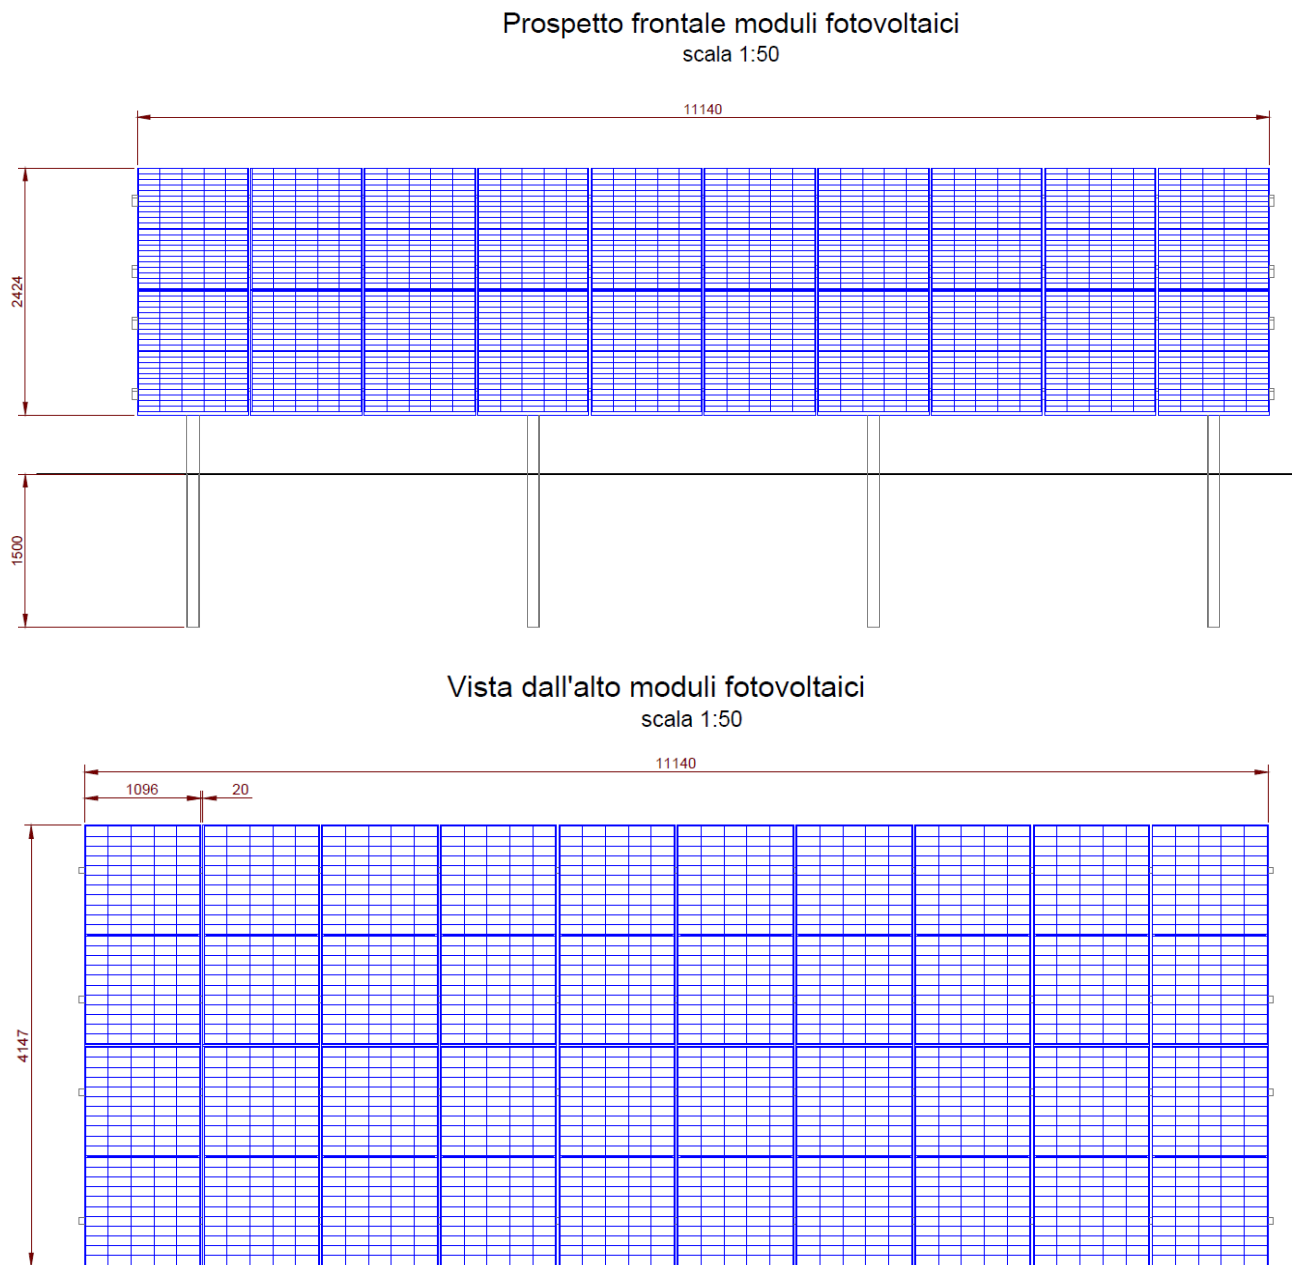 Prospetto frontale moduli fotovoltaici
scala 1:50
11140
2424
1500
Vista dall'alto moduli fotovoltaici
scala 1:50
11140
1096
20
4147